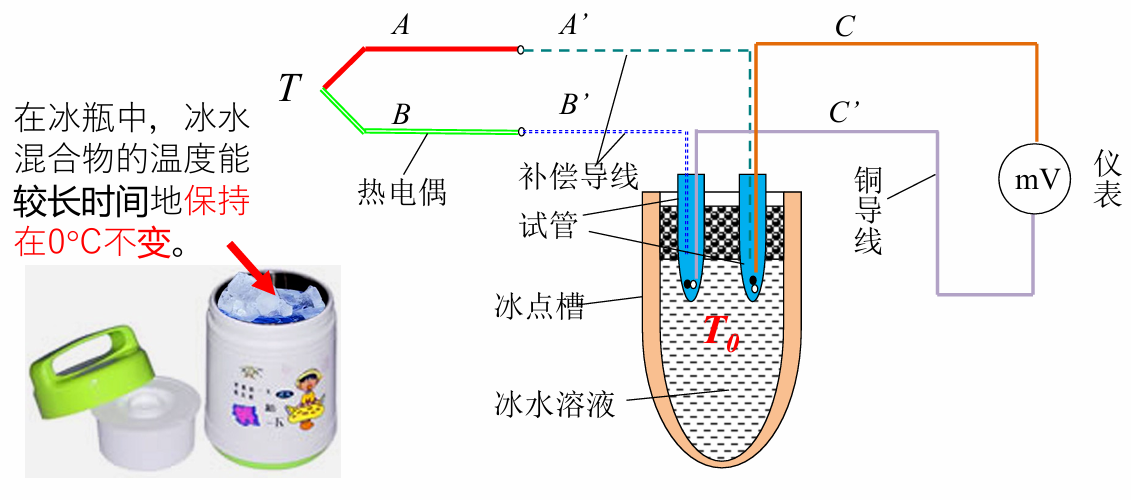 A
A’
C
T
B
B’
C’
在冰瓶中，冰水
混合物的温度能
较长时间地保持
在0°C不变。
热电偶
补偿导线
试管
铜导线
mV
仪表
冰点槽
T₀
冰水溶液